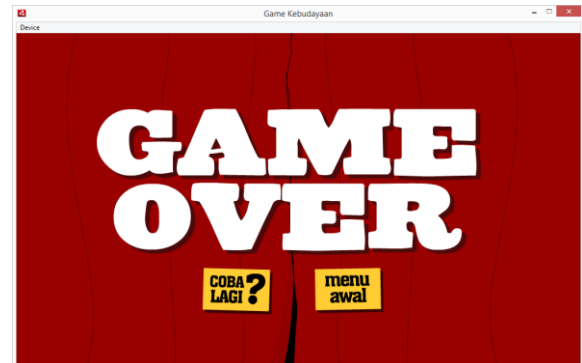 Game Kebudayaan
Device
GAME
OVER
COBA
LAGI?
menu
awal